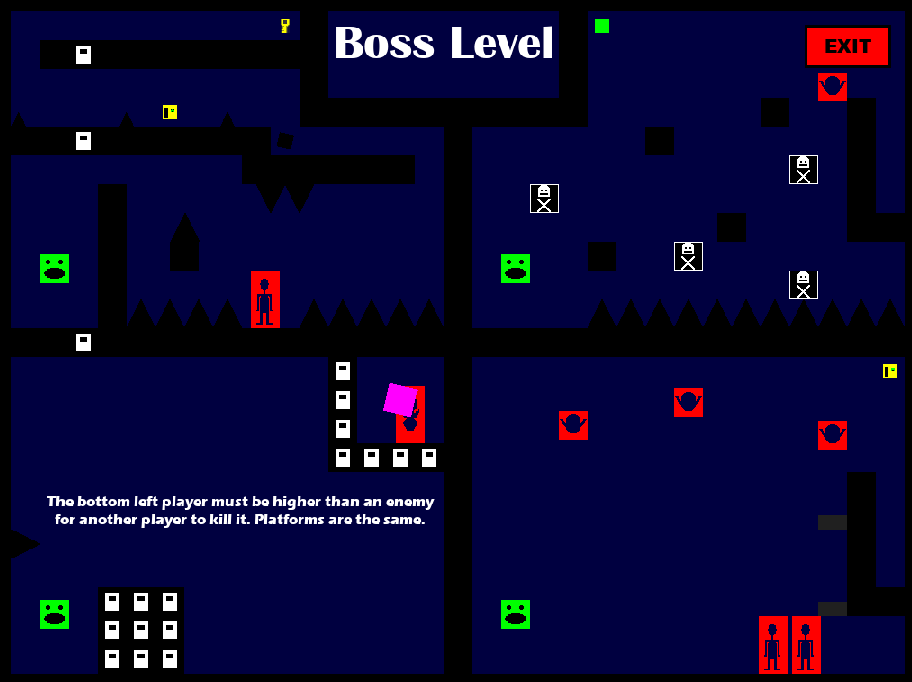 Boss Level
EXIT
The bottom left player must be higher than an enemy
for another player to kill it. Platforms are the same.